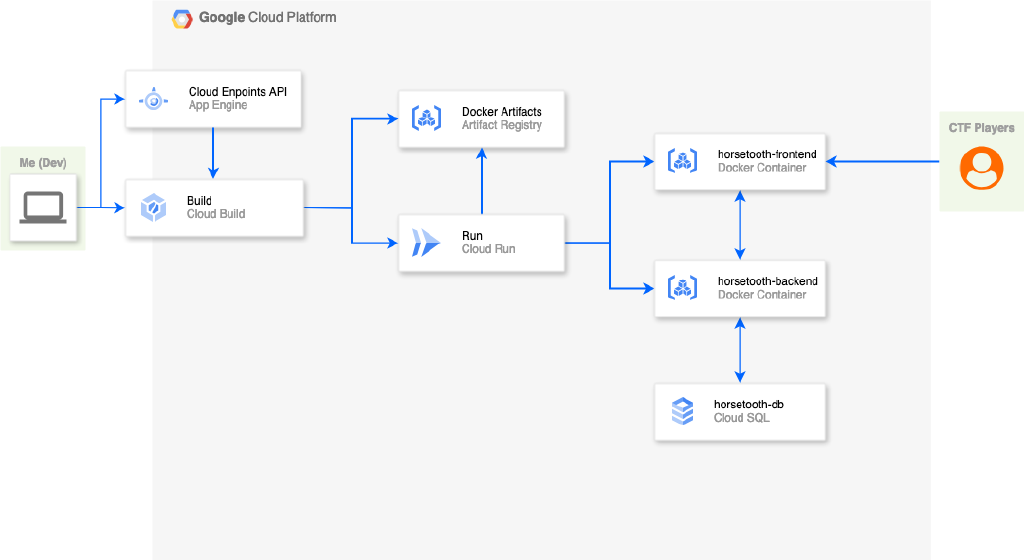 Google Cloud Platform
Cloud Enpoints API
App Engine
Me (Dev)
Build
Cloud Build
Docker Artifacts
Artifact Registry
Run
Cloud Run
horsetooth-frontend
Docker Container
horsetooth-backend
Docker Container
horsetooth-db
Cloud SQL
CTF Players